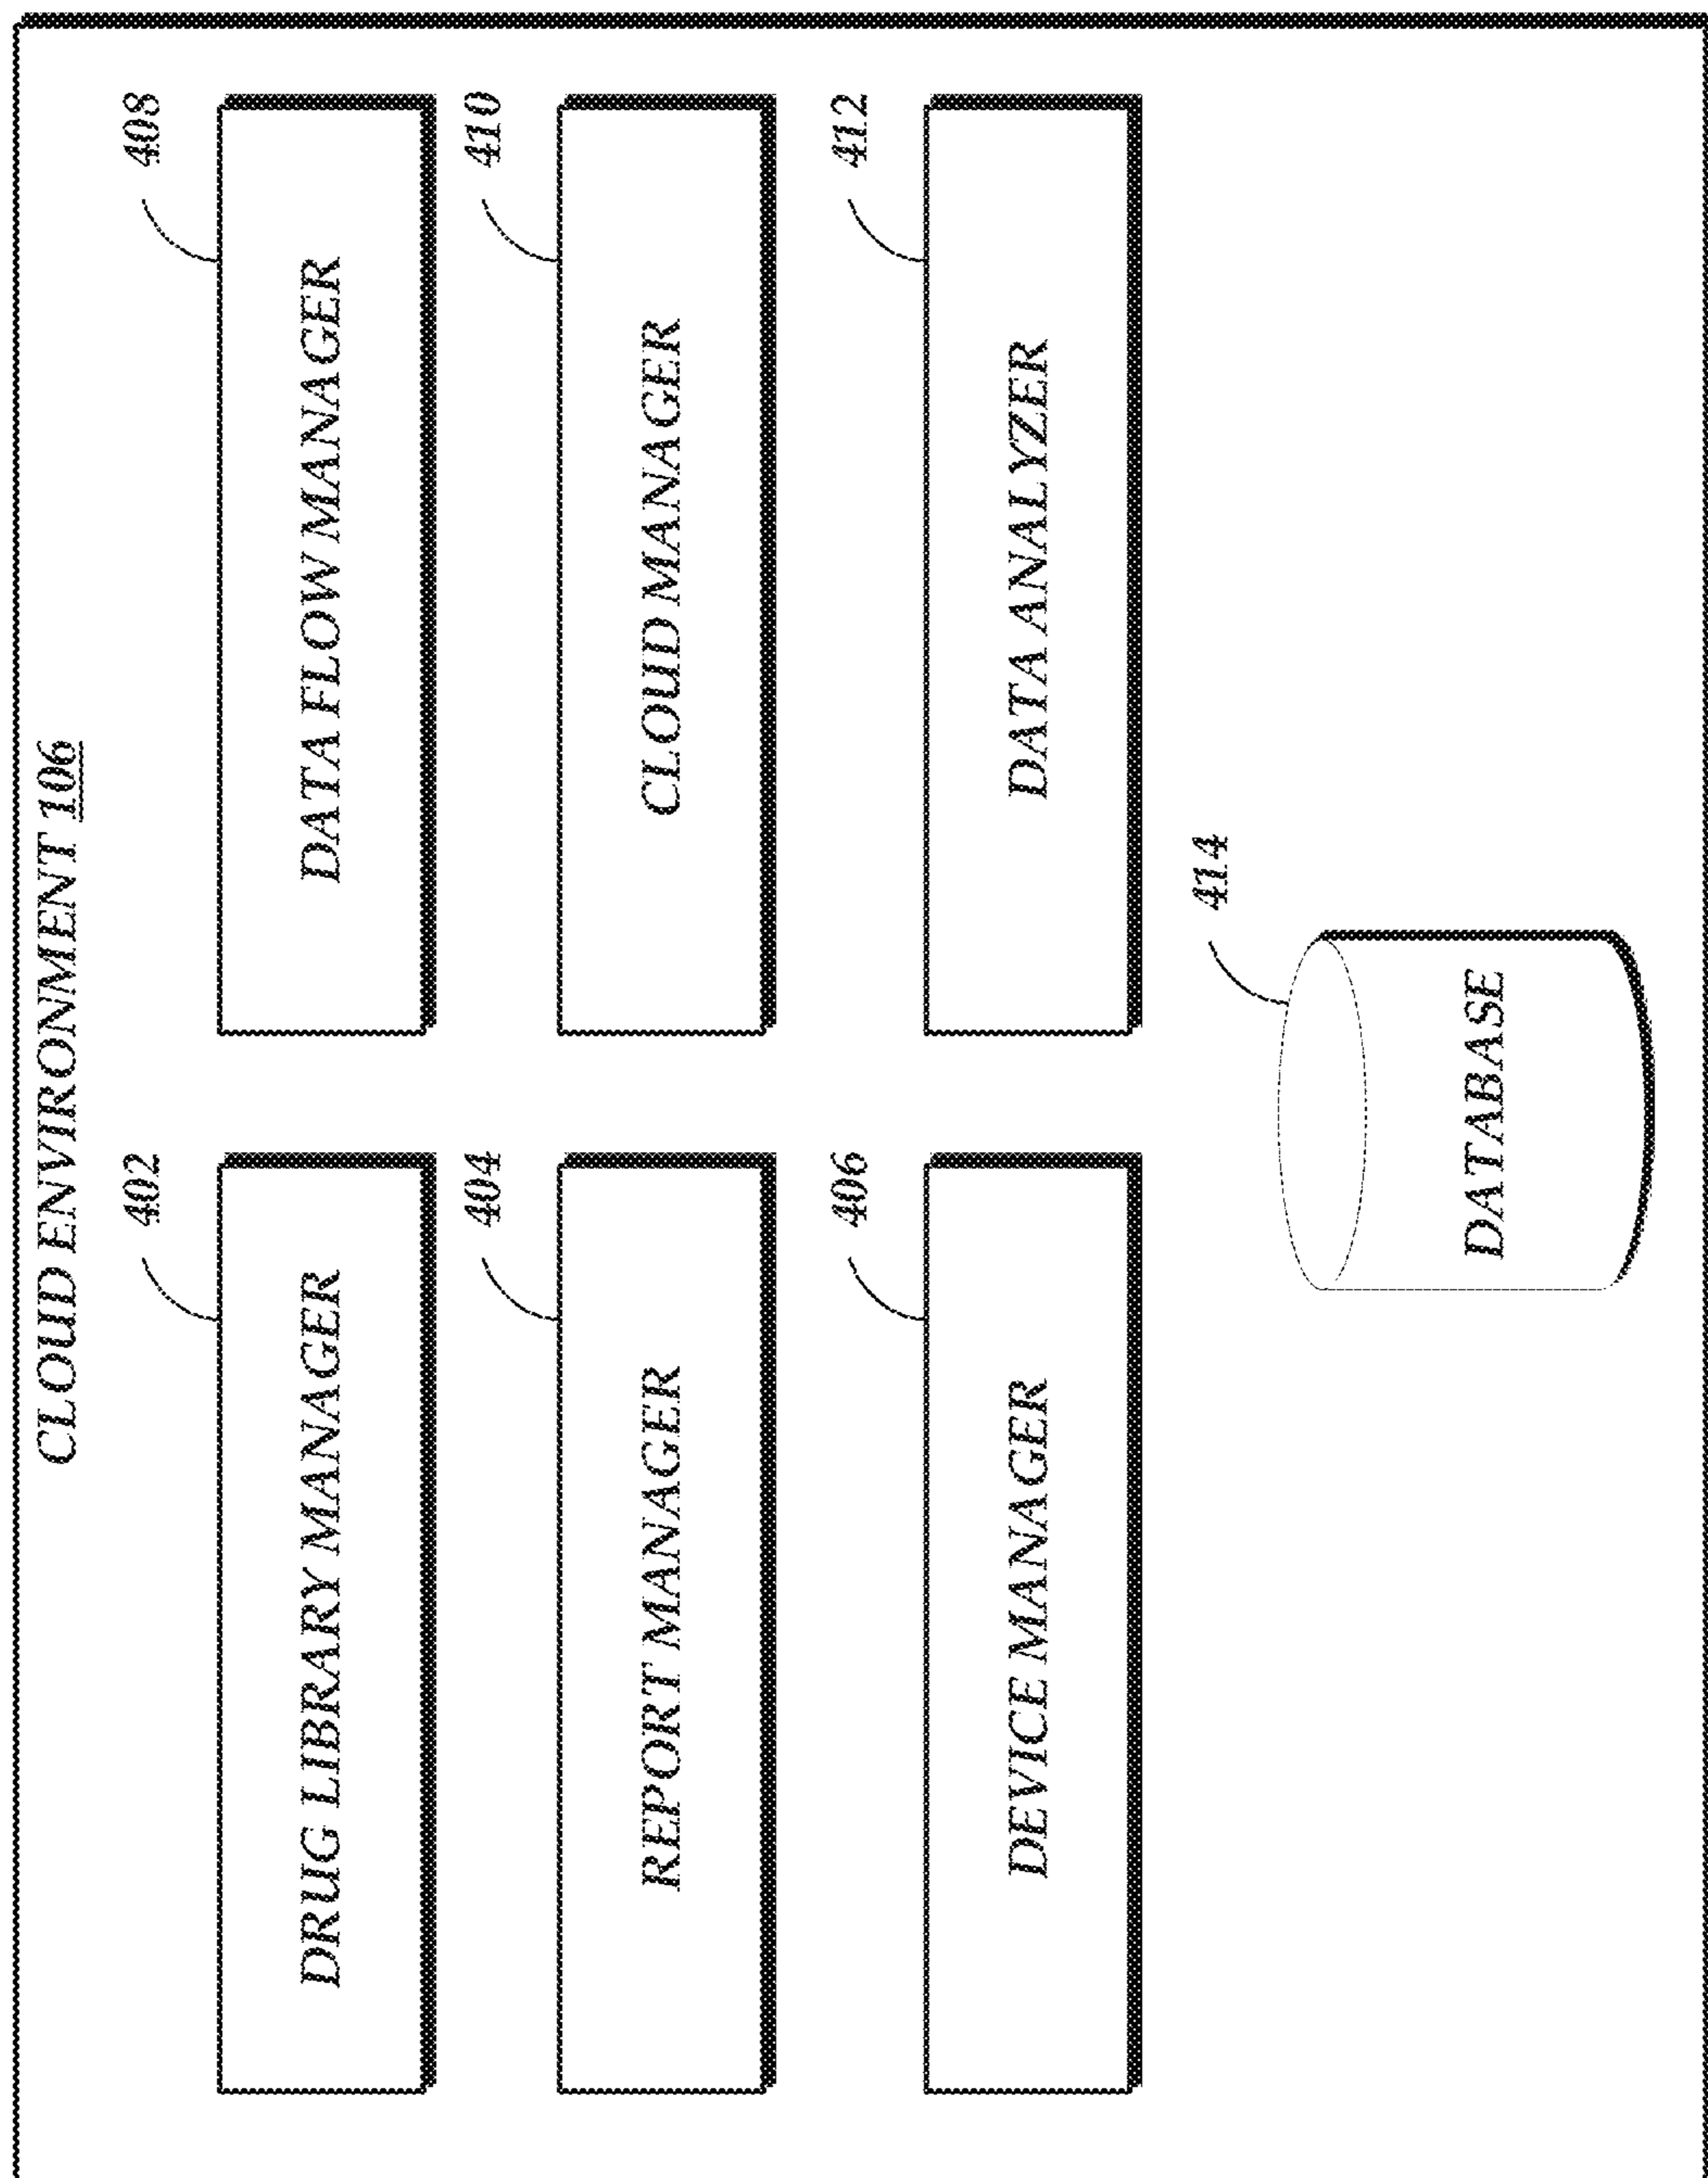 CLOUD ENVIRONMENT 106
402
DRUG LIBRARY MANAGER
408
DATA FLOW MANAGER
404
REPORT MANAGER
410
CLOUD MANAGER
406
DEVICE MANAGER
412
DATA ANALYZER
414
DATABASE